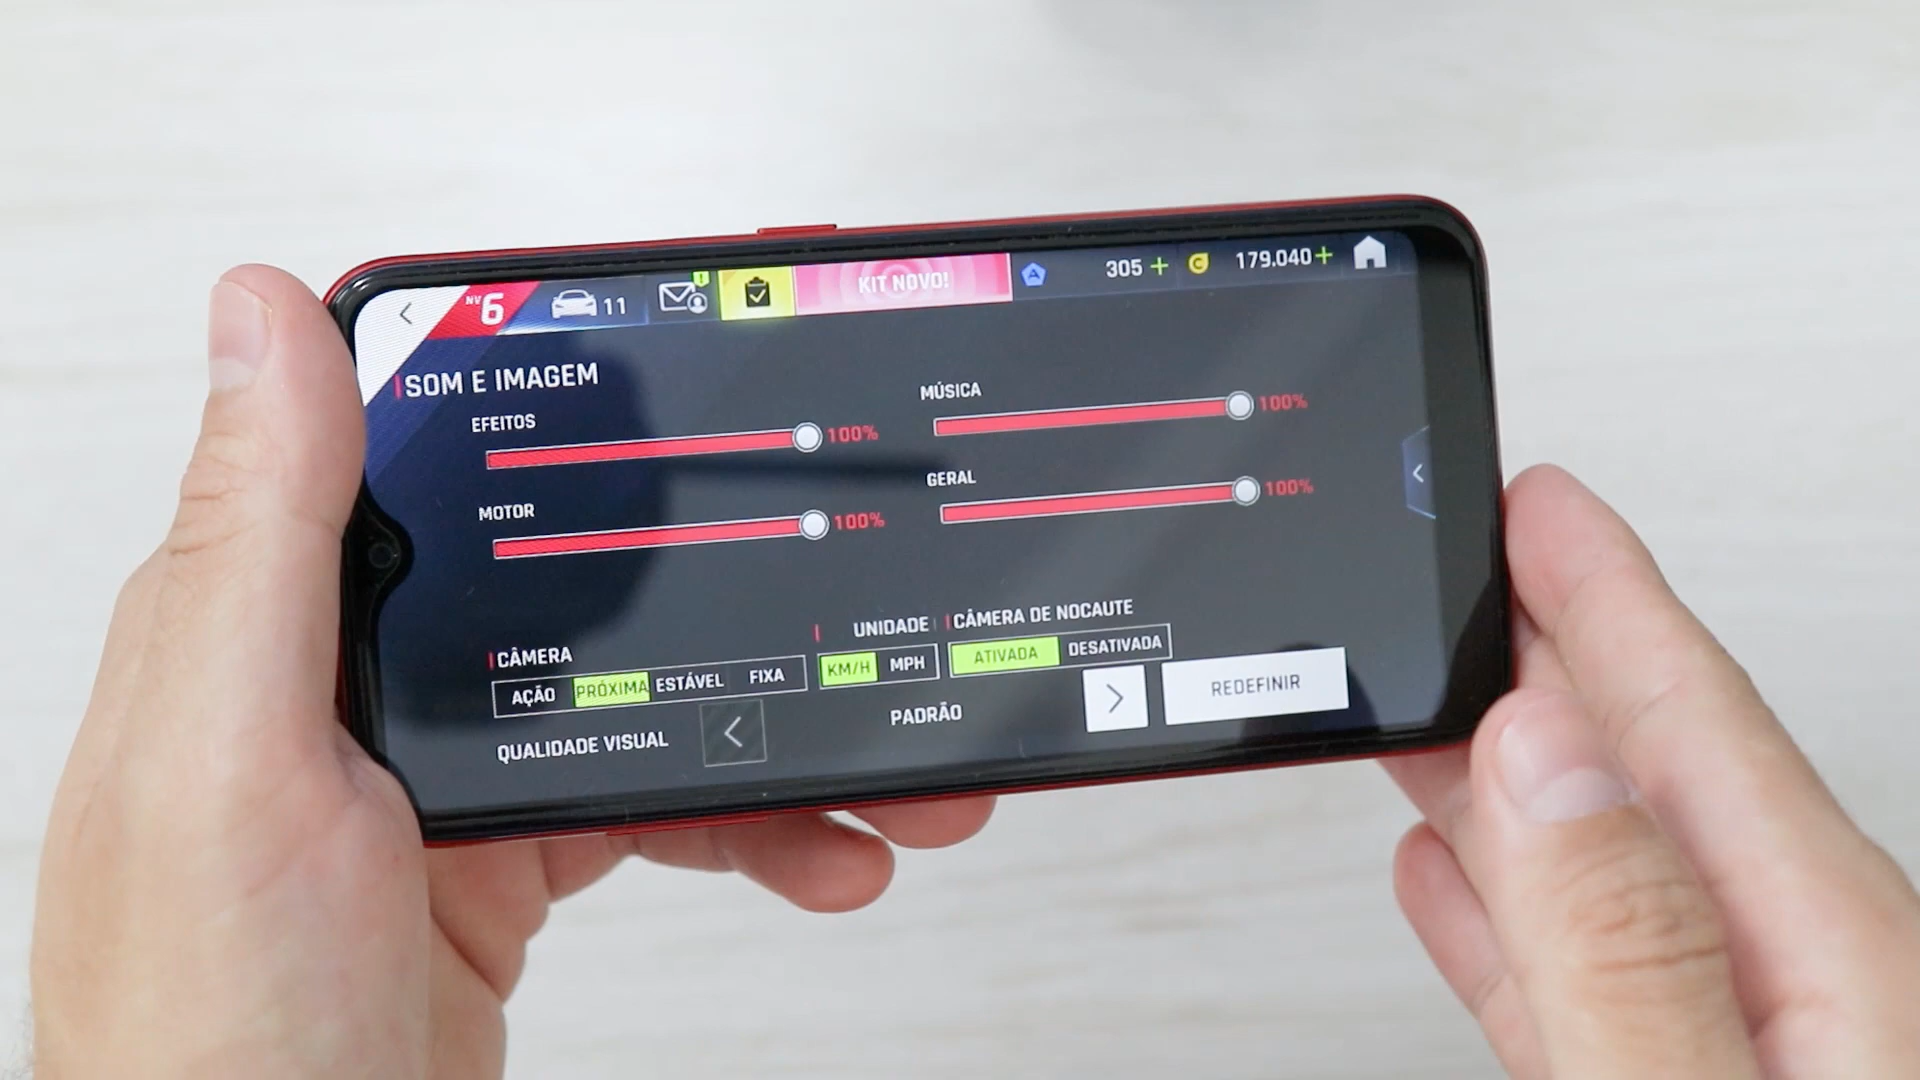 NV 6 11 KIT NOVO! 305 + 179.040 +
SOM E IMAGEM
EFEITOS 100%
MÚSICA 100%
MOTOR 100%
GERAL 100%
CÂMERA
AÇÃO PRÓXIMA ESTÁVEL FIXA
UNIDADE
KM/H MPH
CÂMERA DE NOCAUTE
ATIVADA DESATIVADA
QUALIDADE VISUAL < PADRÃO > REDEFINIR